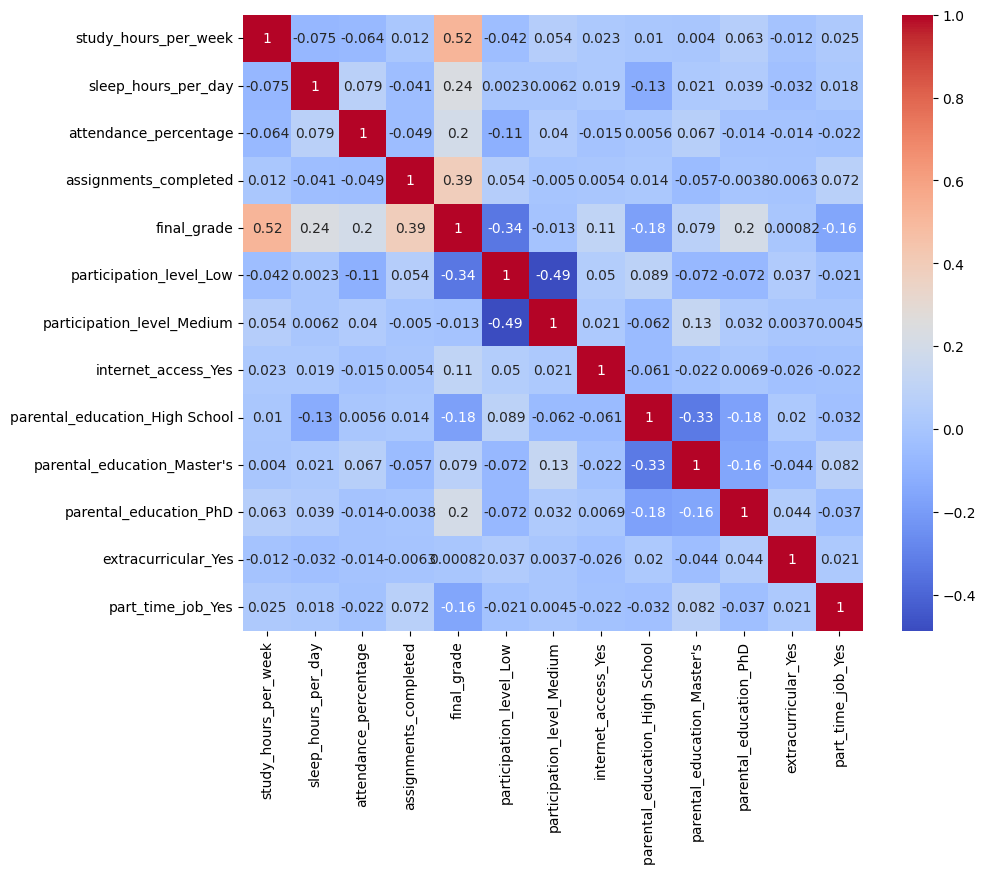 study_hours_per_week 1 -0.075 -0.064 0.012 0.52 -0.042 0.054 0.023 0.01 0.004 0.063 -0.012 0.025
sleep_hours_per_day -0.075 1 0.079 -0.041 0.24 0.0023 0.0062 0.019 -0.13 0.021 0.039 -0.032 0.018
attendance_percentage -0.064 0.079 1 -0.049 0.2 -0.11 0.04 -0.015 0.0056 0.067 -0.014 -0.014 -0.022
assignments_completed 0.012 -0.041 -0.049 1 0.39 0.054 -0.005 0.0054 0.014 -0.057 -0.0038 -0.0063 0.072
final_grade 0.52 0.24 0.2 0.39 1 -0.34 -0.013 0.11 -0.18 0.079 0.2 0.00082 -0.16
participation_level_Low -0.042 0.0023 -0.11 0.054 -0.34 1 -0.49 0.05 0.089 -0.072 -0.072 0.037 -0.021
participation_level_Medium 0.054 0.0062 0.04 -0.005 -0.013 -0.49 1 0.021 -0.062 0.13 0.032 0.0037 0.0045
internet_access_Yes 0.023 0.019 -0.015 0.0054 0.11 0.05 0.021 1 -0.061 -0.022 0.0069 -0.026 -0.022
parental_education_High School 0.01 -0.13 0.0056 0.014 -0.18 0.089 -0.062 -0.061 1 -0.33 -0.18 0.02 -0.032
parental_education_Master's 0.004 0.021 0.067 -0.057 0.079 -0.072 0.13 -0.022 -0.33 1 -0.16 -0.044 0.082
parental_education_PhD 0.063 0.039 -0.014 -0.0038 0.2 -0.072 0.032 0.0069 -0.18 -0.16 1 0.044 -0.037
extracurricular_Yes -0.012 -0.032 -0.014 -0.0063 0.00082 0.037 0.0037 -0.026 0.02 -0.044 0.044 1 0.021
part_time_job_Yes 0.025 0.018 -0.022 0.072 -0.16 -0.021 0.0045 -0.022 -0.032 0.082 -0.037 0.021 1
study_hours_per_week
sleep_hours_per_day
attendance_percentage
assignments_completed
final_grade
participation_level_Low
participation_level_Medium
internet_access_Yes
parental_education_High School
parental_education_Master's
parental_education_PhD
extracurricular_Yes
part_time_job_Yes
1.0
0.8
0.6
0.4
0.2
0.0
−0.2
−0.4